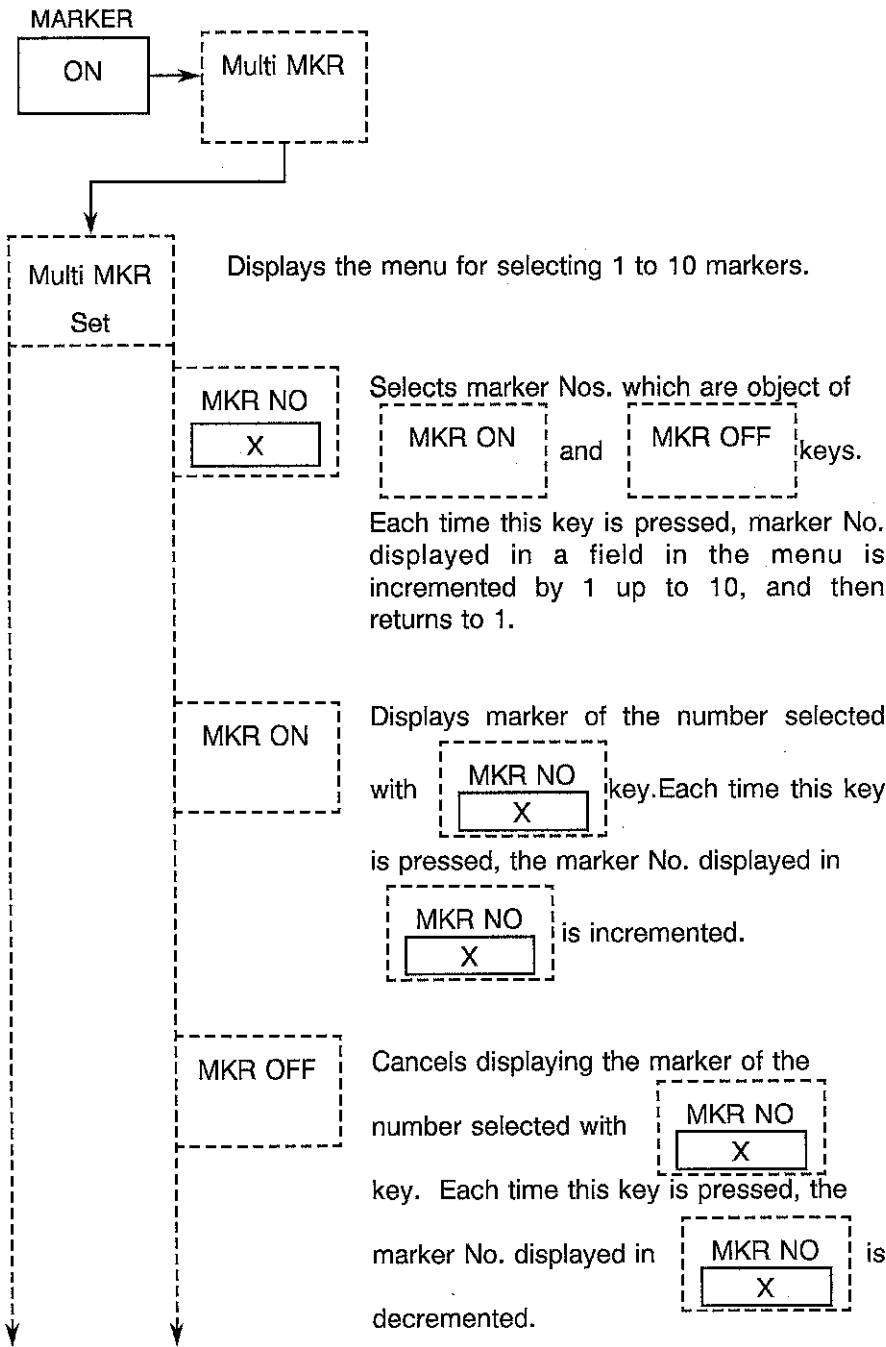 MARKER
ON
Multi MKR
Multi MKR
Set
Displays the menu for selecting 1 to 10 markers.
MKR NO
X
Selects marker Nos. which are object of
MKR ON and MKR OFF keys.
Each time this key is pressed, marker No.
displayed in a field in the menu is
incremented by 1 up to 10, and then
returns to 1.
MKR ON
Displays marker of the number selected
with MKR NO key.Each time this key
X
is pressed, the marker No. displayed in
MKR NO is incremented.
X
MKR OFF
Cancels displaying the marker of the
number selected with MKR NO
X
key. Each time this key is pressed, the
marker No. displayed in MKR NO is
X
decremented.